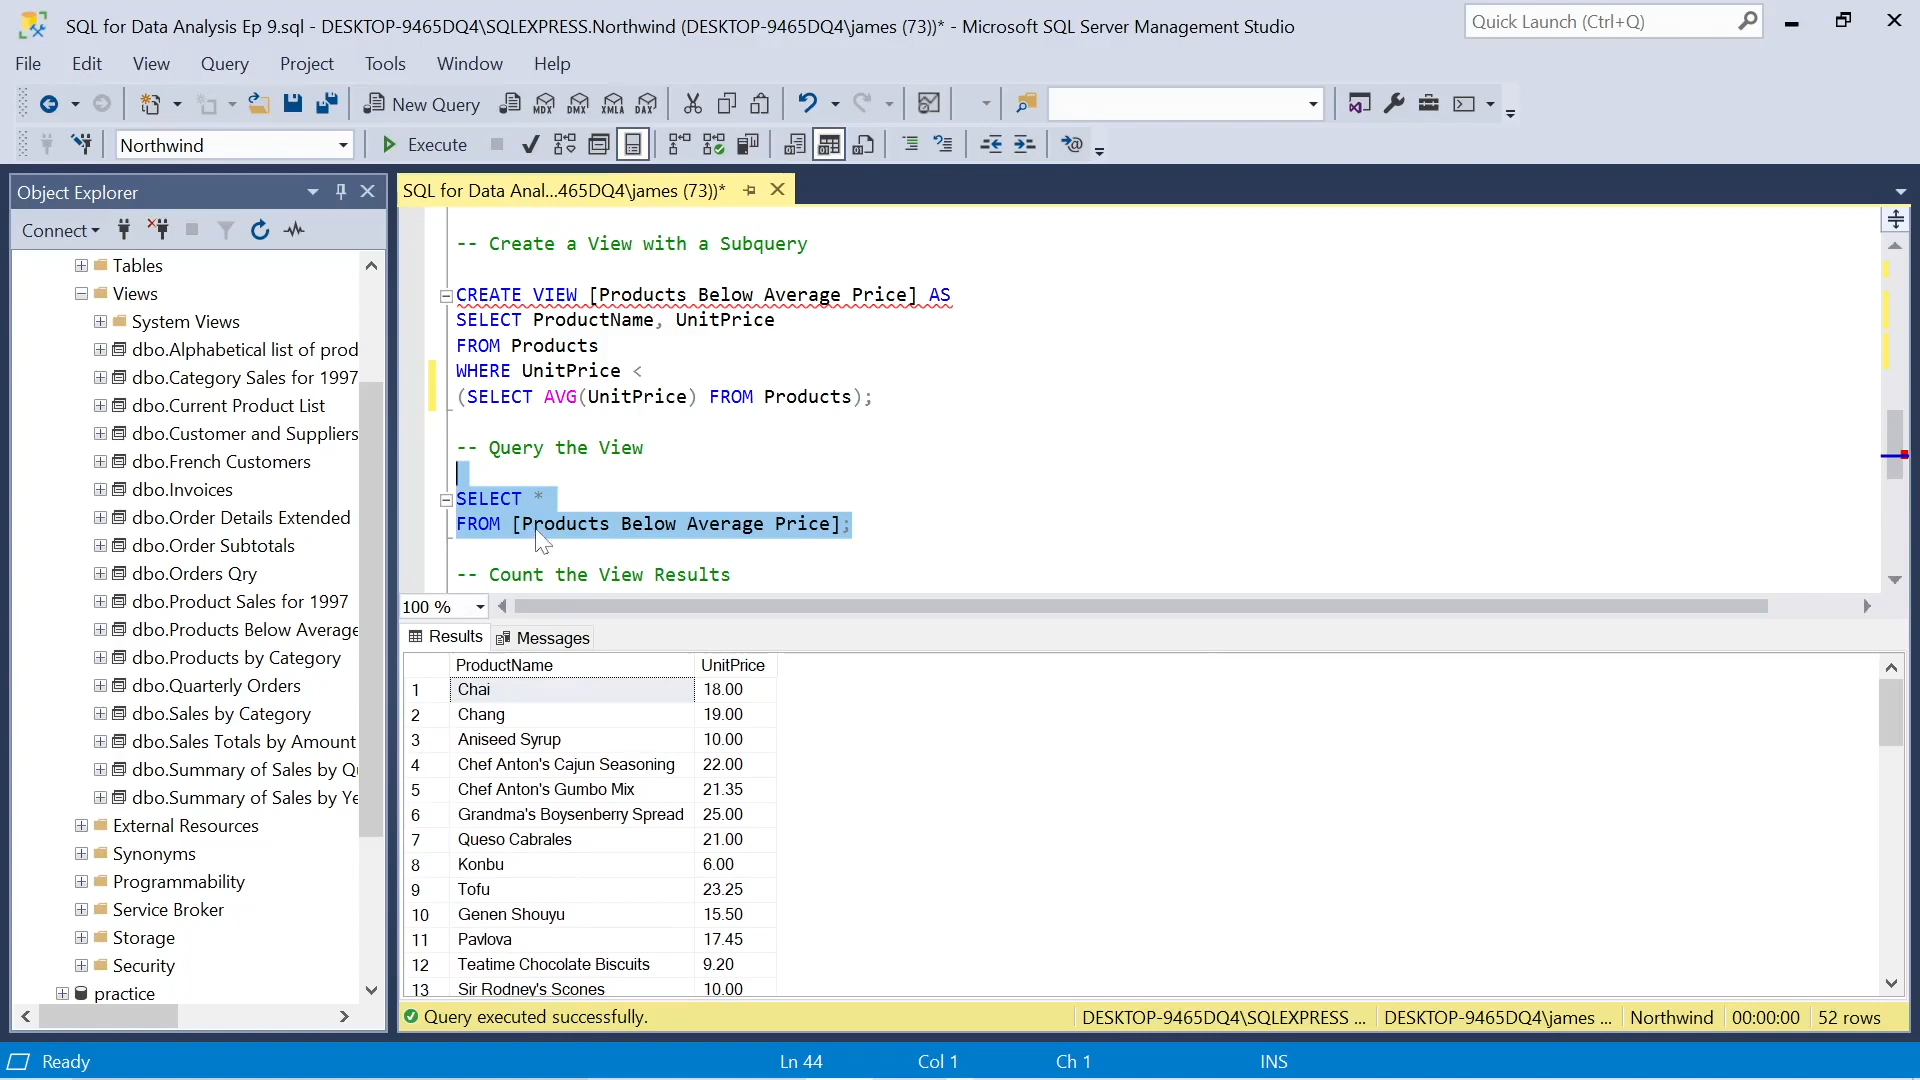 SQL for Data Analysis Ep 9.sql - DESKTOP-9465DQ4\SQLEXPRESS.Northwind (DESKTOP-9465DQ4\james (73))* - Microsoft SQL Server Management Studio
Quick Launch (Ctrl+Q)
File Edit View Query Project Tools Window Help
New Query MDX DMX XMLA DAX
Northwind Execute
Object Explorer
SQL for Data Anal...465DQ4\james (73))*
Connect
Tables
Views
System Views
dbo.Alphabetical list of prod
dbo.Category Sales for 1997
dbo.Current Product List
dbo.Customer and Suppliers
dbo.French Customers
dbo.Invoices
dbo.Order Details Extended
dbo.Order Subtotals
dbo.Orders Qry
dbo.Product Sales for 1997
dbo.Products Below Average
dbo.Products by Category
dbo.Quarterly Orders
dbo.Sales by Category
dbo.Sales Totals by Amount
dbo.Summary of Sales by Q
dbo.Summary of Sales by Ye
External Resources
Synonyms
Programmability
Service Broker
Storage
Security
practice
-- Create a View with a Subquery
CREATE VIEW [Products Below Average Price] AS
SELECT ProductName, UnitPrice
FROM Products
WHERE UnitPrice <
(SELECT AVG(UnitPrice) FROM Products);
-- Query the View
SELECT *
FROM [Products Below Average Price];
-- Count the View Results
100 %
Results Messages
ProductName UnitPrice
1 Chai 18.00
2 Chang 19.00
3 Aniseed Syrup 10.00
4 Chef Anton's Cajun Seasoning 22.00
5 Chef Anton's Gumbo Mix 21.35
6 Grandma's Boysenberry Spread 25.00
7 Queso Cabrales 21.00
8 Konbu 6.00
9 Tofu 23.25
10 Genen Shouyu 15.50
11 Pavlova 17.45
12 Teatime Chocolate Biscuits 9.20
13 Sir Rodney's Scones 10.00
Query executed successfully. DESKTOP-9465DQ4\SQLEXPRESS ... DESKTOP-9465DQ4\james ... Northwind 00:00:00 52 rows
Ready Ln 44 Col 1 Ch 1 INS